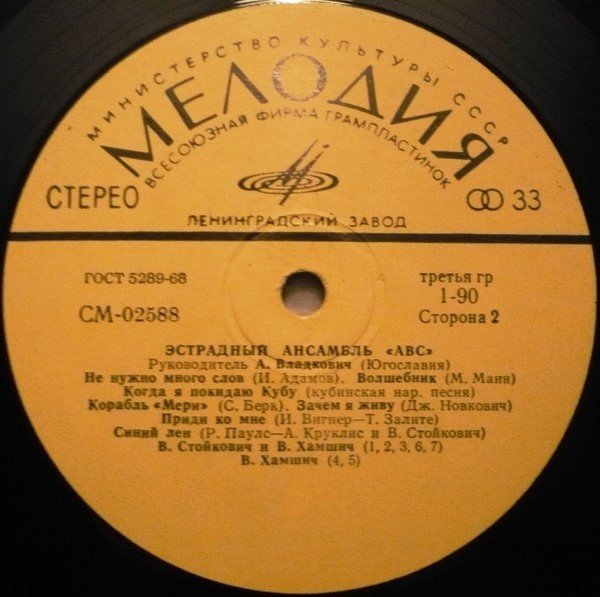 МИНИСТЕРСТВО КУЛЬТУРЫ СССР
МЕЛОДИЯ
ВСЕСОЮЗНАЯ ФИРМА ГРАМПЛАСТИНОК
СТЕРЕО
33
ЛЕНИНГРАДСКИЙ ЗАВОД
ГОСТ 5289-68
третья гр
СМ-02588
1-90
Сторона 2
ЭСТРАДНЫЙ АНСАМБЛЬ «АВС»
Руководитель А. Владкович (Югославия)
Не нужно много слов (И. Адамов). Волшебник (М. Манн)
Когда я покидаю Кубу (кубинская нар. песня)
Корабль «Мери» (С. Берк). Зачем я живу (Дж. Новкович)
Приди ко мне (И. Вигнер—Т. Залите)
Синий лен (Р. Паулс—А. Круклис и В. Стойкович)
В. Стойкович и В. Хамшич (1, 2, 3, 6, 7)
В. Хамшич (4, 5)